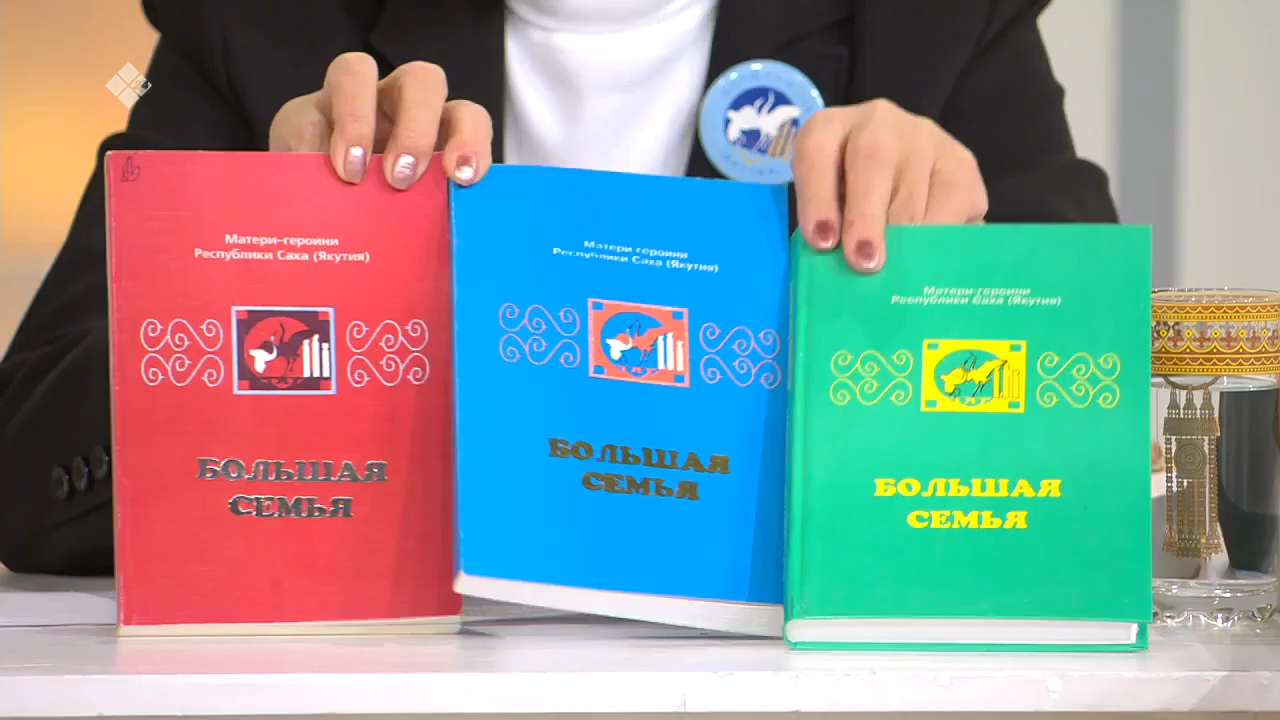 Матери-героини
Республики Саха (Якутия)
БОЛЬШАЯ
СЕМЬЯ
Матери героини
Республики Саха (Якутия)
БОЛЬШАЯ
СЕМЬЯ
Матери-героини
Республики Саха (Якутия)
БОЛЬШАЯ
СЕМЬЯ